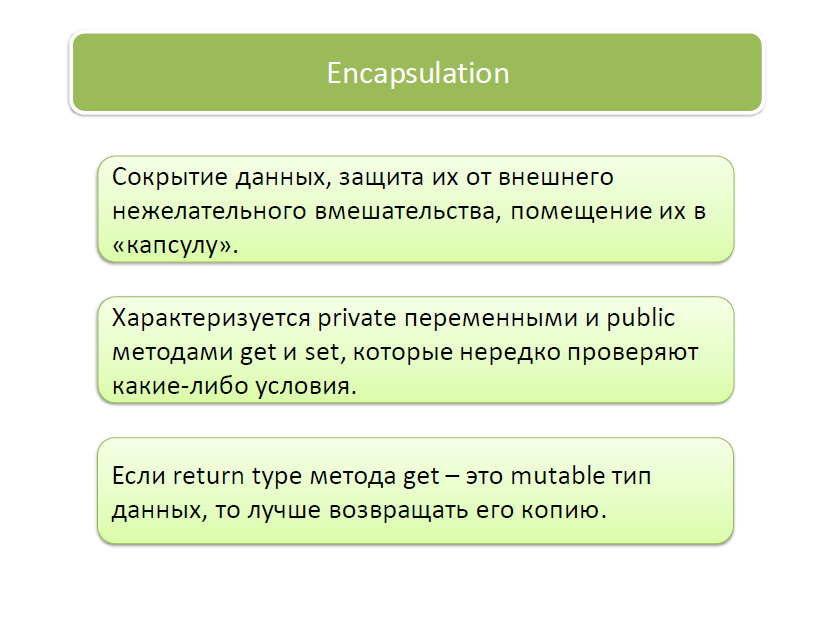 Encapsulation
Сокрытие данных, защита их от внешнего
нежелательного вмешательства, помещение их в
«капсулу».
Характеризуется private переменными и public
методами get и set, которые нередко проверяют
какие-либо условия.
Если return type метода get – это mutable тип
данных, то лучше возвращать его копию.